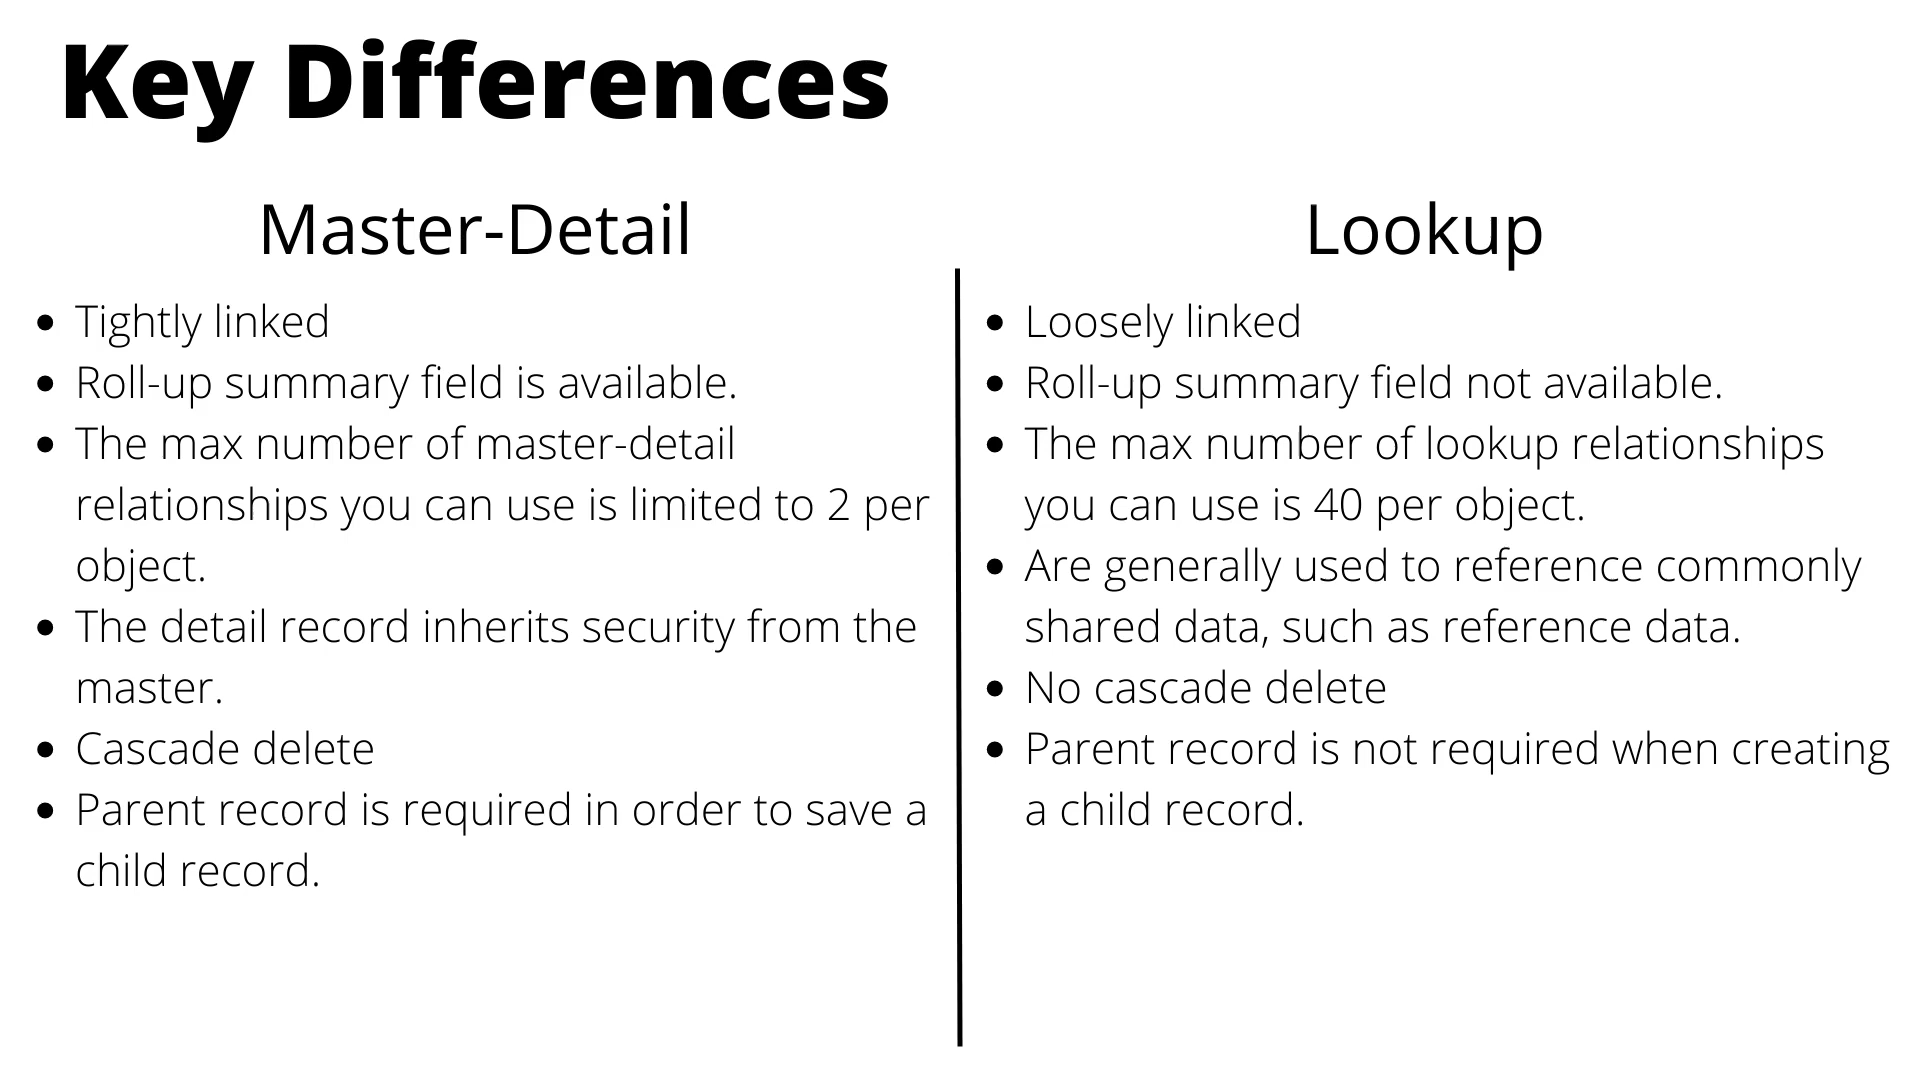 Key Differences
Master-Detail
• Tightly linked
• Roll-up summary field is available.
• The max number of master-detail
relationships you can use is limited to 2 per
object.
• The detail record inherits security from the
master.
• Cascade delete
• Parent record is required in order to save a
child record.
Lookup
• Loosely linked
• Roll-up summary field not available.
• The max number of lookup relationships
you can use is 40 per object.
• Are generally used to reference commonly
shared data, such as reference data.
• No cascade delete
• Parent record is not required when creating
a child record.